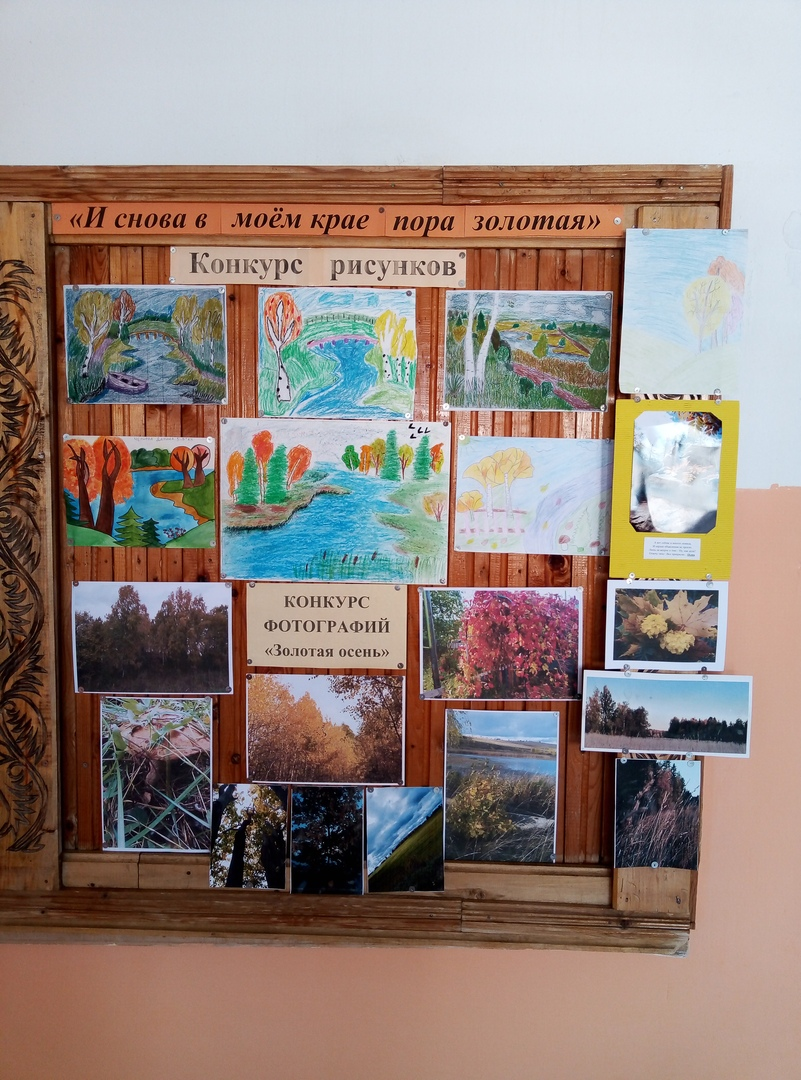 «И снова в моём крае пора золотая»
Конкурс рисунков
КОНКУРС
ФОТОГРАФИЙ
«Золотая осень»